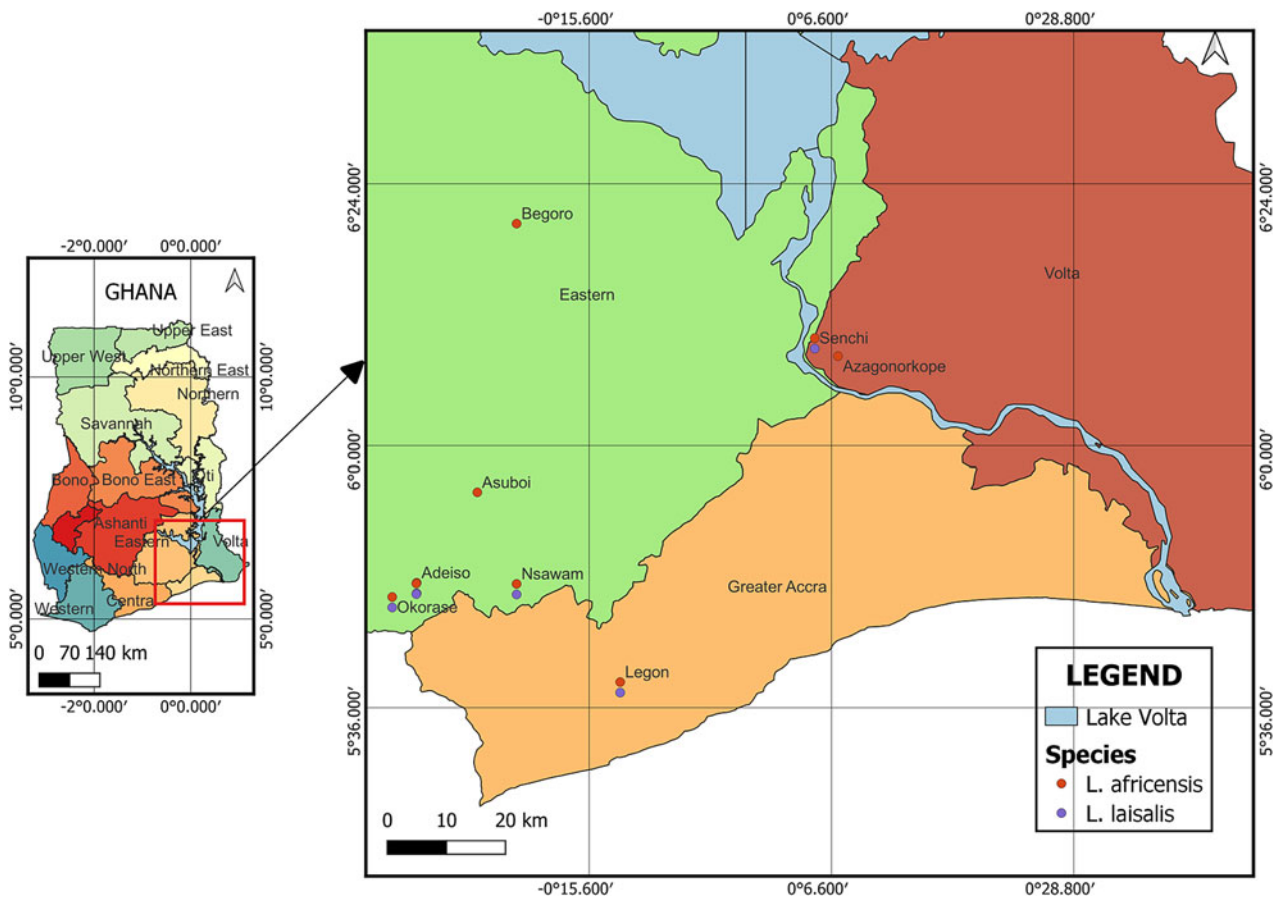 -2°0.000' 0°0.000'
GHANA
Upper East
Upper West
Northern East
Northern
Savannah
Bono
Bono East
Oti
Ashanti
Eastern
Volta
Western North
Central
Western
10°0.000'
5°0.000'
10°0.000'
5°0.000'
0 70 140 km
-2°0.000' 0°0.000'
-0°15.600' 0°6.600' 0°28.800'
6°24.000'
6°0.000'
5°36.000'
6°24.000'
6°0.000'
5°36.000'
Begoro
Eastern
Volta
Senchi
Azagonorkope
Asuboi
Adeiso
Nsawam
Okorase
Greater Accra
Legon
0 10 20 km
LEGEND
Lake Volta
Species
L. africensis
L. laisalis
-0°15.600' 0°6.600' 0°28.800'